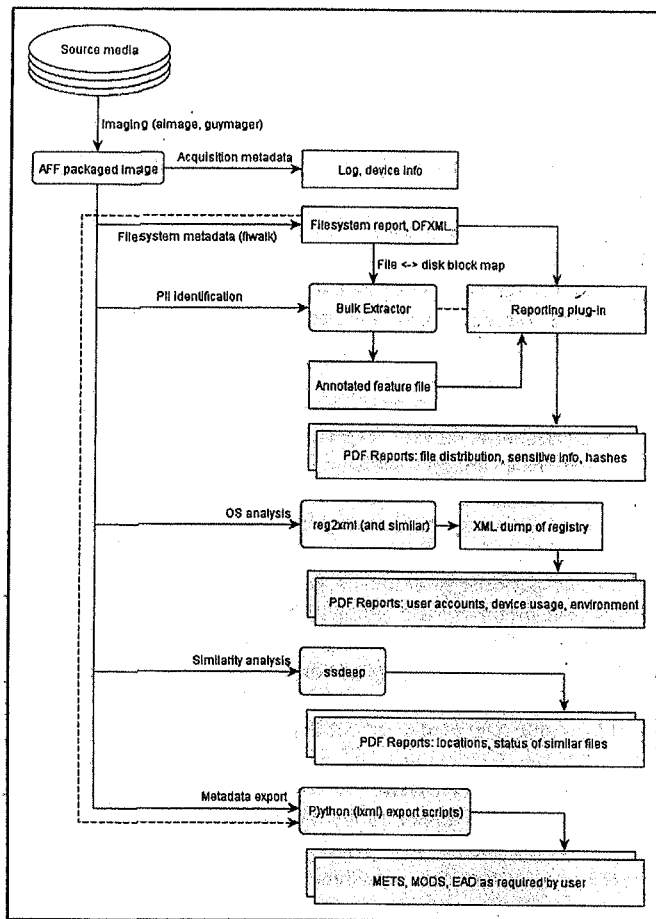 Source media
Imaging (aimage, guymager)
AFF packaged image
Acquisition metadata
Log, device info
Filesystem report, DFXML
Filesystem metadata (fiwalk)
File <-> disk block map
PII identification
Bulk Extractor
Reporting plug-in
Annotated feature file
PDF Reports: file distribution, sensitive info, hashes
OS analysis
reg2xml (and similar)
XML dump of registry
PDF Reports: user accounts, device usage, environment
Similarity analysis
ssdeep
PDF Reports: locations, status of similar files
Metadata export
Python (lxml) export scripts)
METS, MODS, EAD as required by user